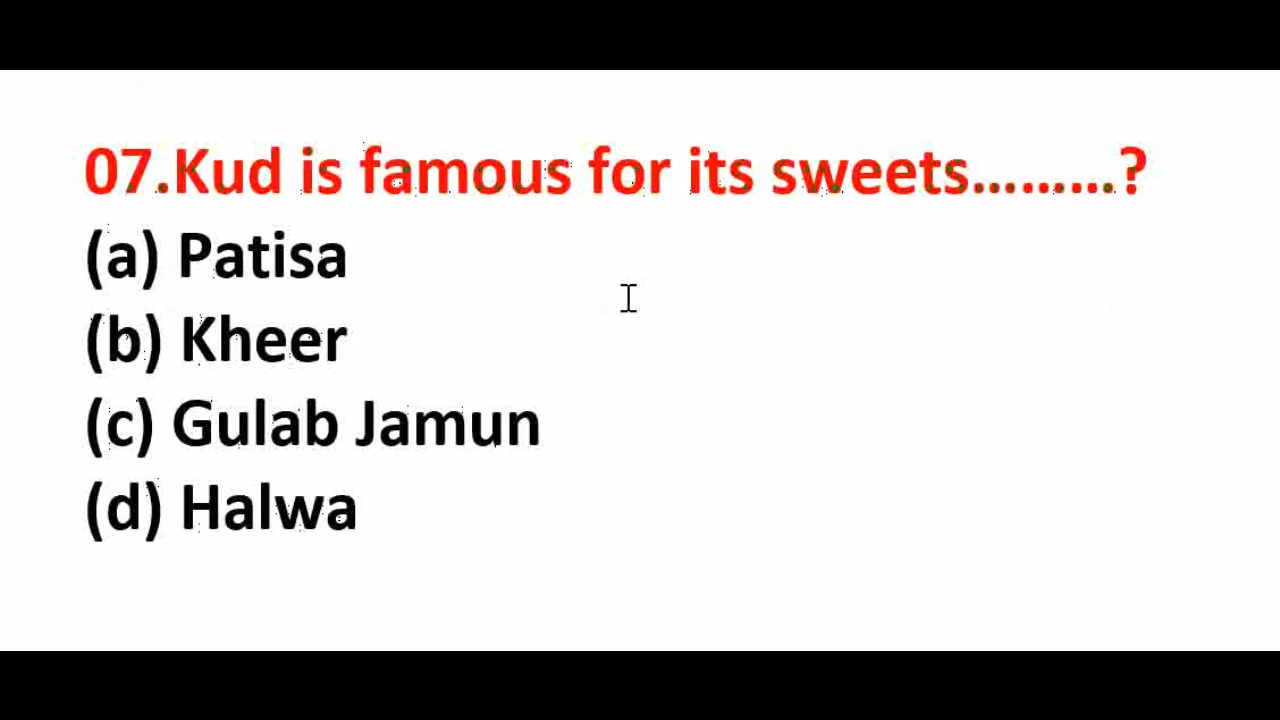 07.Kud is famous for its sweets.........?
(a) Patisa
(b) Kheer
(c) Gulab Jamun
(d) Halwa